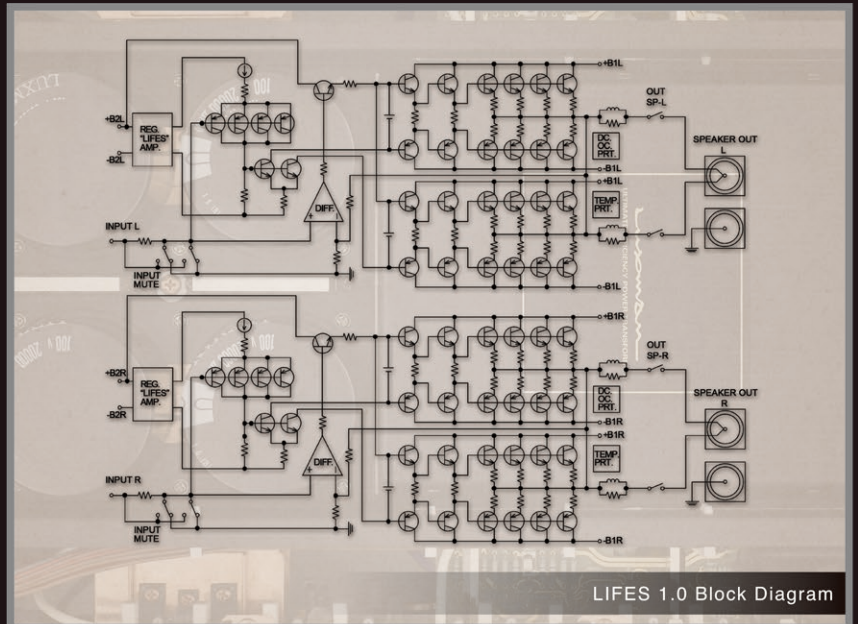 +B1L
+B2L
REG.
"LIFES"
AMP.
-B2L
OUT
SP-L
DC.
OC.
PRT.
SPEAKER OUT
L
-B1L
+B1L
TEMP.
PRT.
DIFF.
+
INPUT L
INPUT
MUTE
-B1L
+B1R
+B2R
REG.
"LIFES"
AMP.
-B2R
OUT
SP-R
DC.
OC.
PRT.
SPEAKER OUT
R
-B1R
+B1R
TEMP.
PRT.
DIFF.
+
INPUT R
INPUT
MUTE
-B1R
LIFES 1.0 Block Diagram